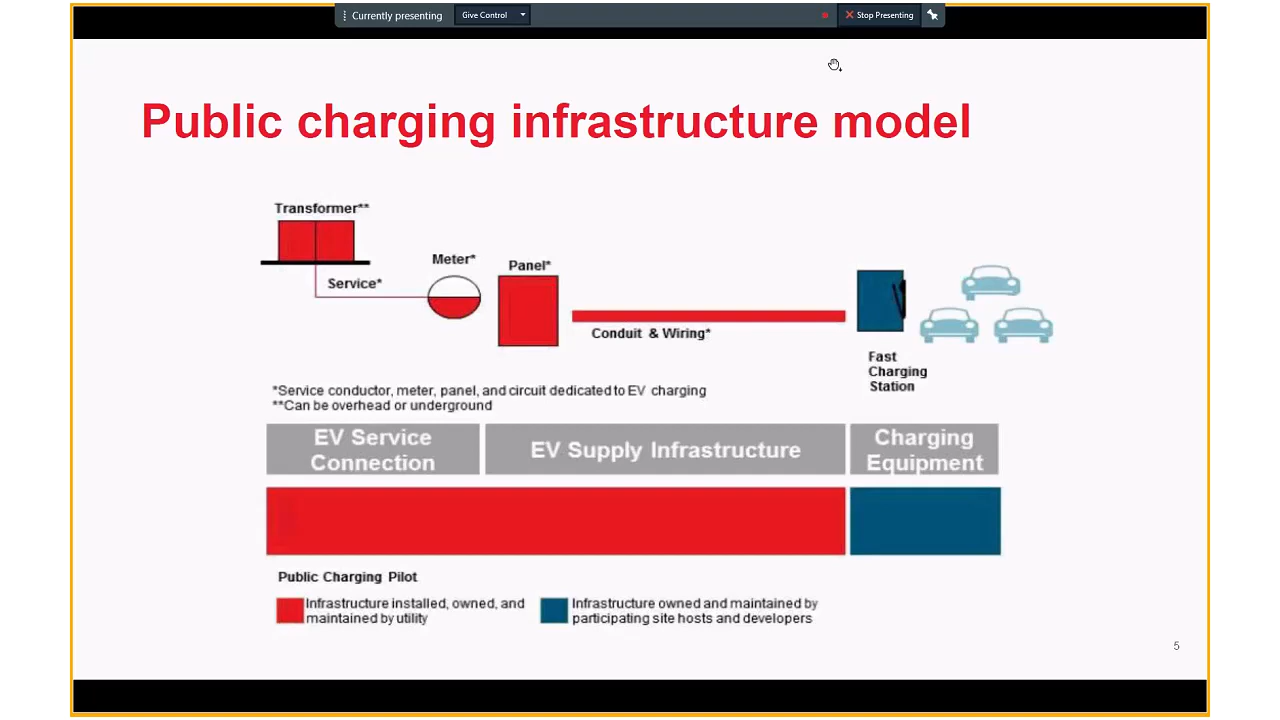 Currently presenting
Give Control
Stop Presenting
Public charging infrastructure model
Transformer**
Meter*
Panel*
Service*
Conduit & Wiring*
Fast
Charging
Station
*Service conductor, meter, panel, and circuit dedicated to EV charging
**Can be overhead or underground
EV Service
Connection
EV Supply Infrastructure
Charging
Equipment
Public Charging Pilot
Infrastructure installed, owned, and
maintained by utility
Infrastructure owned and maintained by
participating site hosts and developers
5